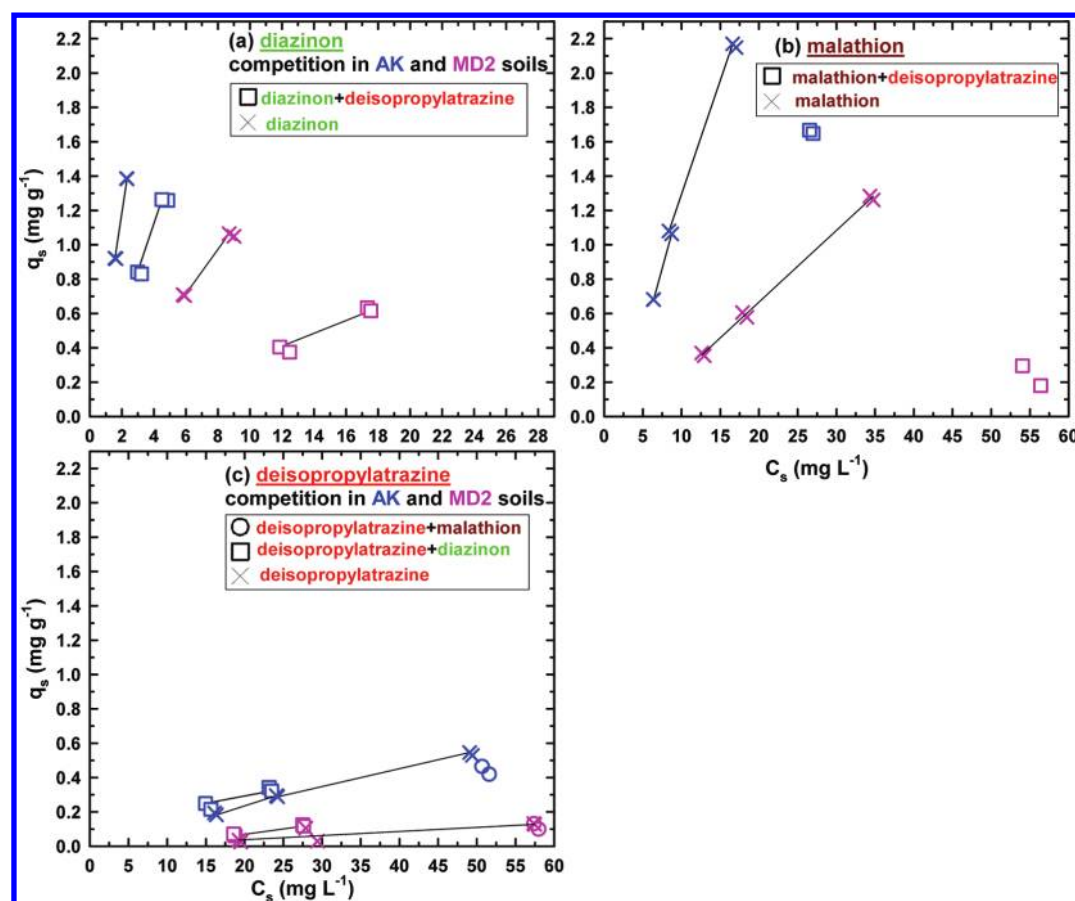 (a) diazinon
competition in AK and MD2 soils
diazinon+deisopropylatrazine
diazinon
qs (mg g-1)
2.2
2.0
1.8
1.6
1.4
1.2
1.0
0.8
0.6
0.4
0.2
0.0
0 2 4 6 8 10 12 14 16 18 20 22 24 26 28
(b) malathion
malathion+deisopropylatrazine
malathion
2.2
2.0
1.8
1.6
1.4
1.2
1.0
0.8
0.6
0.4
0.2
0.0
0 5 10 15 20 25 30 35 40 45 50 55 60
Cs (mg L-1)
(c) deisopropylatrazine
competition in AK and MD2 soils
deisopropylatrazine+malathion
deisopropylatrazine+diazinon
deisopropylatrazine
qs (mg g-1)
2.2
2.0
1.8
1.6
1.4
1.2
1.0
0.8
0.6
0.4
0.2
0.0
0 5 10 15 20 25 30 35 40 45 50 55 60
Cs (mg L-1)